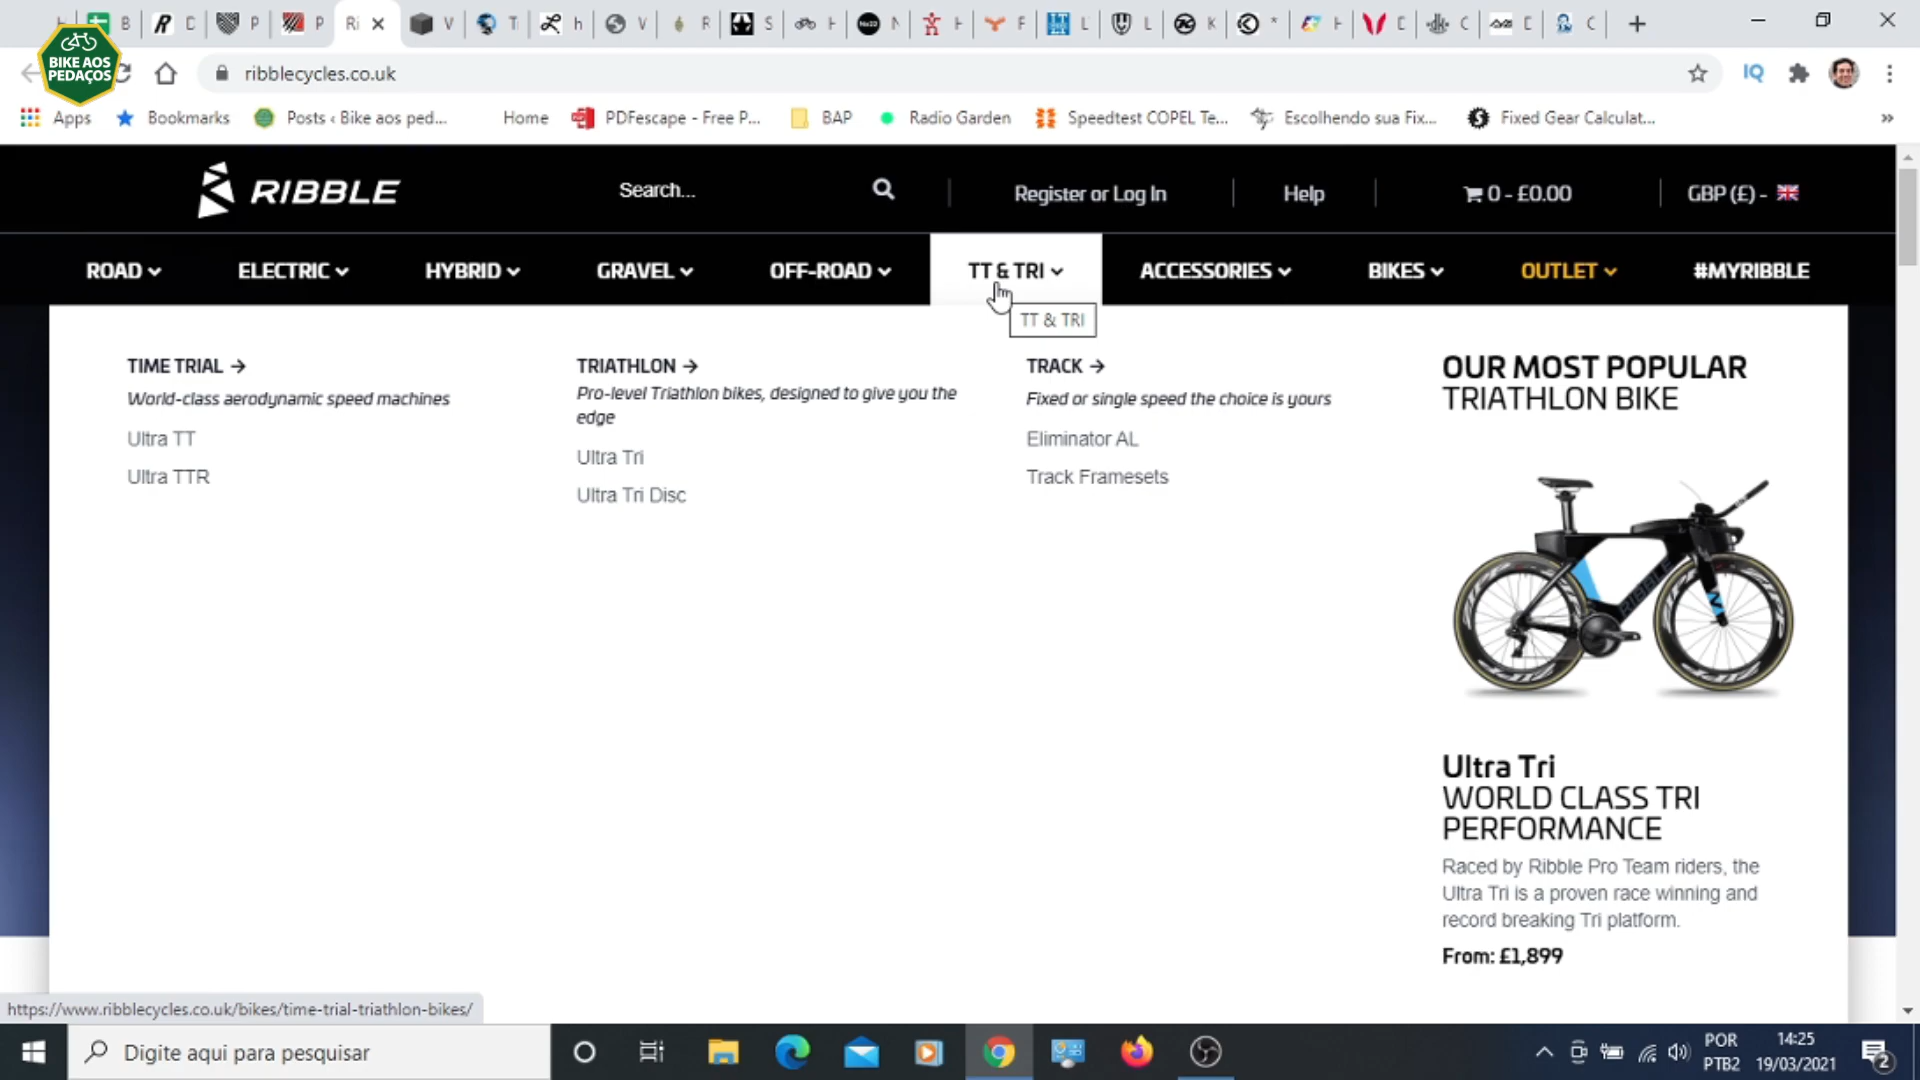 B
D
P
P
Ri
V
T
h
V
R
S
H
N
H
F
L
L
K
*
H
D
C
D
C
BIKE AOS
PEDAÇOS
ribblecycles.co.uk
IQ
Apps
Bookmarks
Posts ‹ Bike aos ped...
Home
PDFescape - Free P...
BAP
Radio Garden
Speedtest COPEL Te...
Escolhendo sua Fix...
Fixed Gear Calculat...
»
RIBBLE
Search...
Register or Log In
Help
0 - £0.00
GBP (£) -
ROAD
ELECTRIC
HYBRID
GRAVEL
OFF-ROAD
TT & TRI
ACCESSORIES
BIKES
OUTLET
#MYRIBBLE
TT & TRI
TIME TRIAL →
World-class aerodynamic speed machines
Ultra TT
Ultra TTR
TRIATHLON →
Pro-level Triathlon bikes, designed to give you the
edge
Ultra Tri
Ultra Tri Disc
TRACK →
Fixed or single speed the choice is yours
Eliminator AL
Track Framesets
OUR MOST POPULAR
TRIATHLON BIKE
RIBBLE
Ultra Tri
WORLD CLASS TRI
PERFORMANCE
Raced by Ribble Pro Team riders, the
Ultra Tri is a proven race winning and
record breaking Tri platform.
From: £1,899
https://www.ribblecycles.co.uk/bikes/time-trial-triathlon-bikes/
Digite aqui para pesquisar
POR
PTB2
14:25
19/03/2021
2